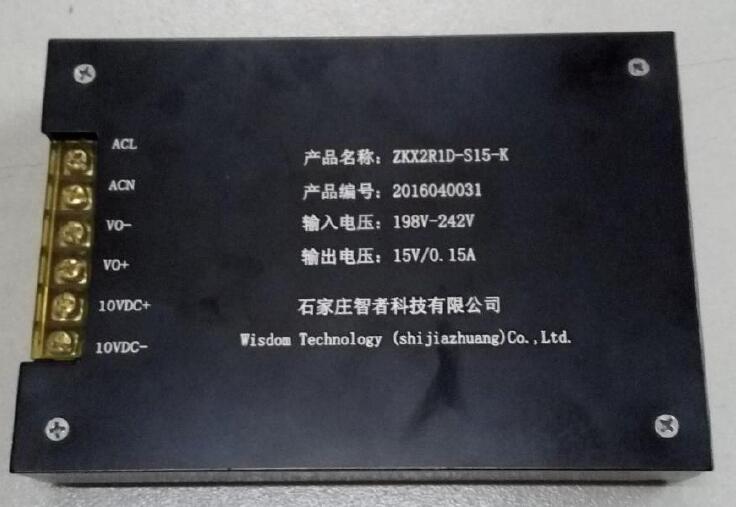 ACL
ACN
VO-
VO+
10VDC+
10VDC-
产品名称：ZKX2R1D-S15-K
产品编号：2016040031
输入电压：198V-242V
输出电压：15V/0.15A
石家庄智者科技有限公司
Wisdom Technology (shijiazhuang)Co.,Ltd.